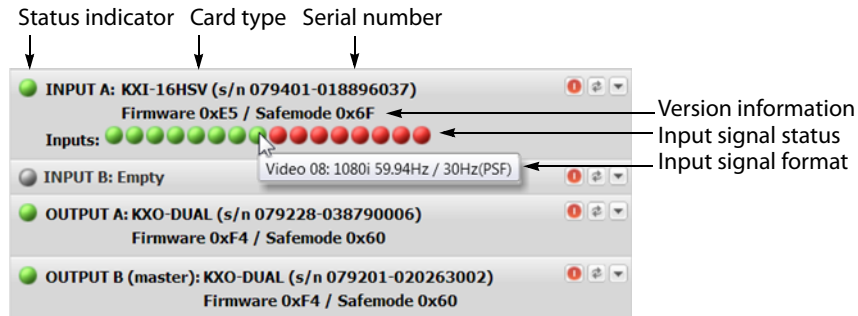 Status indicator Card type Serial number
INPUT A: KXI-16HSV (s/n 079401-018896037)
Firmware 0xE5 / Safemode 0x6F
Version information
Inputs:
Input signal status
Video 08: 1080i 59.94Hz / 30Hz(PSF)
Input signal format
INPUT B: Empty
OUTPUT A: KXO-DUAL (s/n 079228-038790006)
Firmware 0xF4 / Safemode 0x60
OUTPUT B (master): KXO-DUAL (s/n 079201-020263002)
Firmware 0xF4 / Safemode 0x60